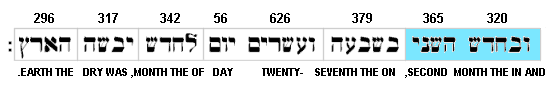 296 317 342 56 626 379 365 320
ובחדש השני בשבעה ועשרים יום לחדש יבשה הארץ :
.EARTH THE DRY WAS ,MONTH THE OF DAY TWENTY- SEVENTH THE ON ,SECOND MONTH THE IN AND